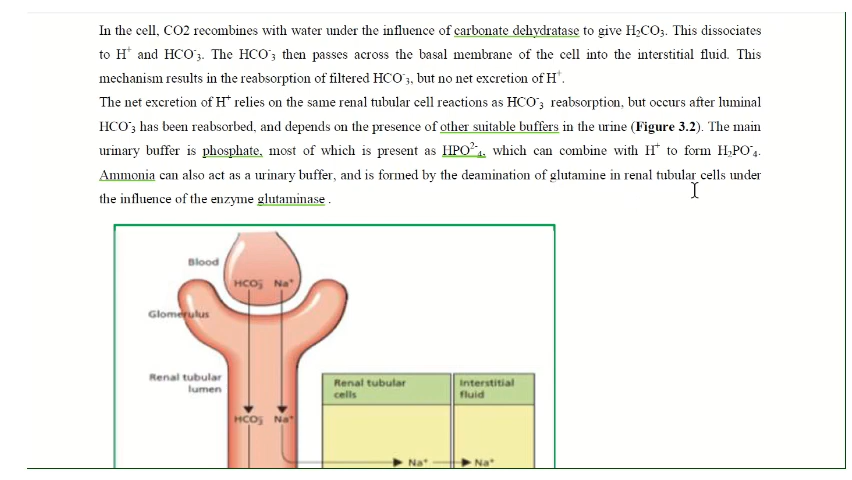 In the cell, CO2 recombines with water under the influence of carbonate dehydratase to give H₂CO₃. This dissociates
to H⁺ and HCO⁻₃. The HCO⁻₃ then passes across the basal membrane of the cell into the interstitial fluid. This
mechanism results in the reabsorption of filtered HCO⁻₃, but no net excretion of H⁺.
The net excretion of H⁺ relies on the same renal tubular cell reactions as HCO⁻₃ reabsorption, but occurs after luminal
HCO⁻₃ has been reabsorbed, and depends on the presence of other suitable buffers in the urine (Figure 3.2). The main
urinary buffer is phosphate, most of which is present as HPO²⁻₄, which can combine with H⁺ to form H₂PO⁻₄.
Ammonia can also act as a urinary buffer, and is formed by the deamination of glutamine in renal tubular cells under
the influence of the enzyme glutaminase .
Blood
HCO₃⁻ Na⁺
Glomerulus
Renal tubular
lumen
Renal tubular
cells
Interstitial
fluid
HCO₃⁻ Na⁺
Na⁺
Na⁺